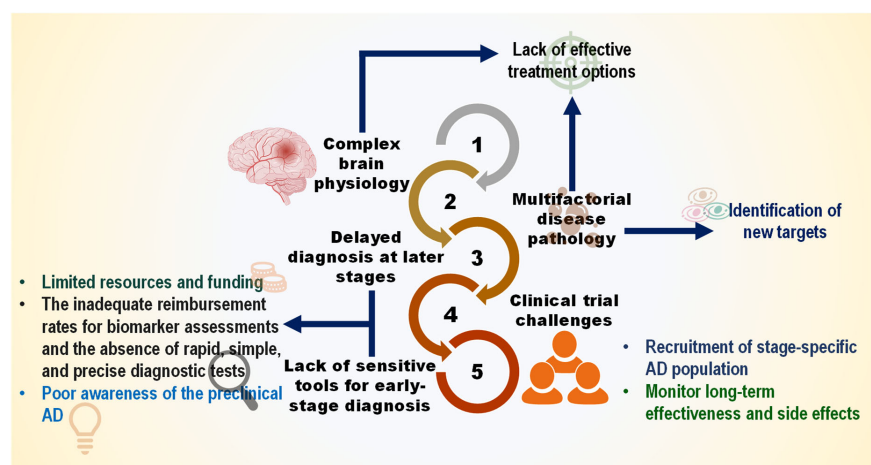 Lack of effective
treatment options
1
Complex
brain
physiology
2
Multifactorial
disease
pathology
Identification of
new targets
Delayed
diagnosis at later
stages
3
• Limited resources and funding
• The inadequate reimbursement
rates for biomarker assessments
and the absence of rapid, simple,
and precise diagnostic tests
• Poor awareness of the preclinical
AD
4
Clinical trial
challenges
Lack of sensitive
tools for early-
stage diagnosis
5
• Recruitment of stage-specific
AD population
• Monitor long-term
effectiveness and side effects